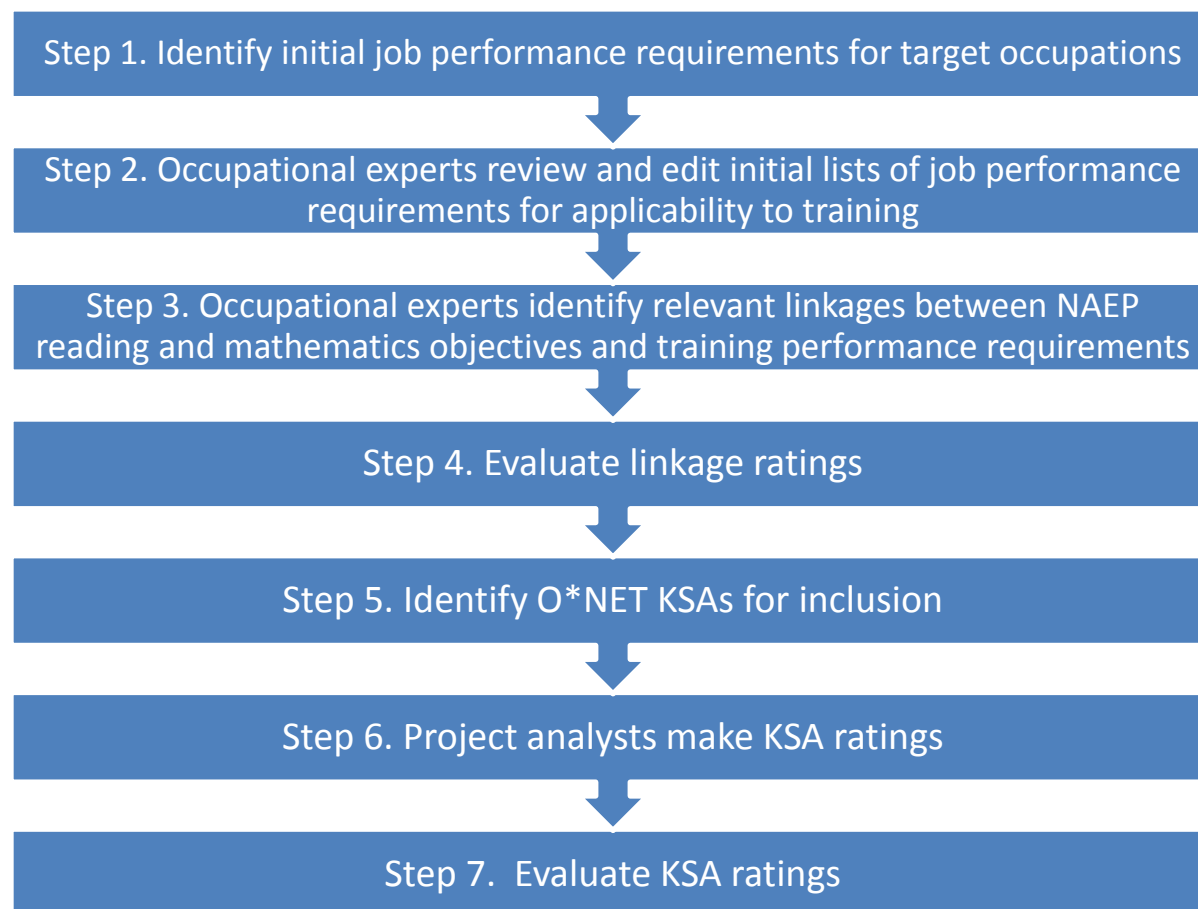 Step 1. Identify initial job performance requirements for target occupations
Step 2. Occupational experts review and edit initial lists of job performance
requirements for applicability to training
Step 3. Occupational experts identify relevant linkages between NAEP
reading and mathematics objectives and training performance requirements
Step 4. Evaluate linkage ratings
Step 5. Identify O*NET KSAs for inclusion
Step 6. Project analysts make KSA ratings
Step 7.  Evaluate KSA ratings